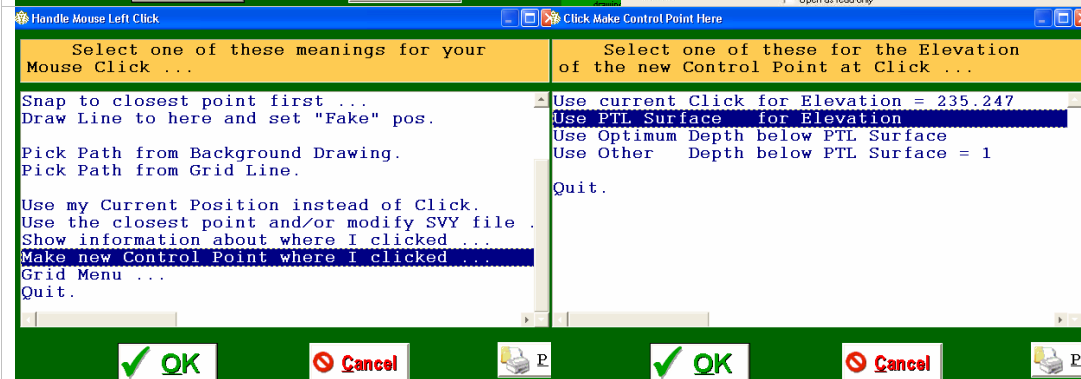 Open as read-only
Handle Mouse Left Click
Select one of these meanings for your
Mouse Click ...
Snap to closest point first ...
Draw Line to here and set "Fake" pos.
Pick Path from Background Drawing.
Pick Path from Grid Line.
Use my Current Position instead of Click.
Use the closest point and/or modify SVY file .
Show information about where I clicked ...
Make new Control Point where I clicked ...
Grid Menu ...
Quit.
OK
Cancel
P
Click Make Control Point Here
Select one of these for the Elevation
of the new Control Point at Click ...
Use current Click for Elevation = 235.247
Use PTL Surface   for Elevation
Use Optimum Depth below PTL Surface
Use Other   Depth below PTL Surface = 1
Quit.
OK
Cancel
P